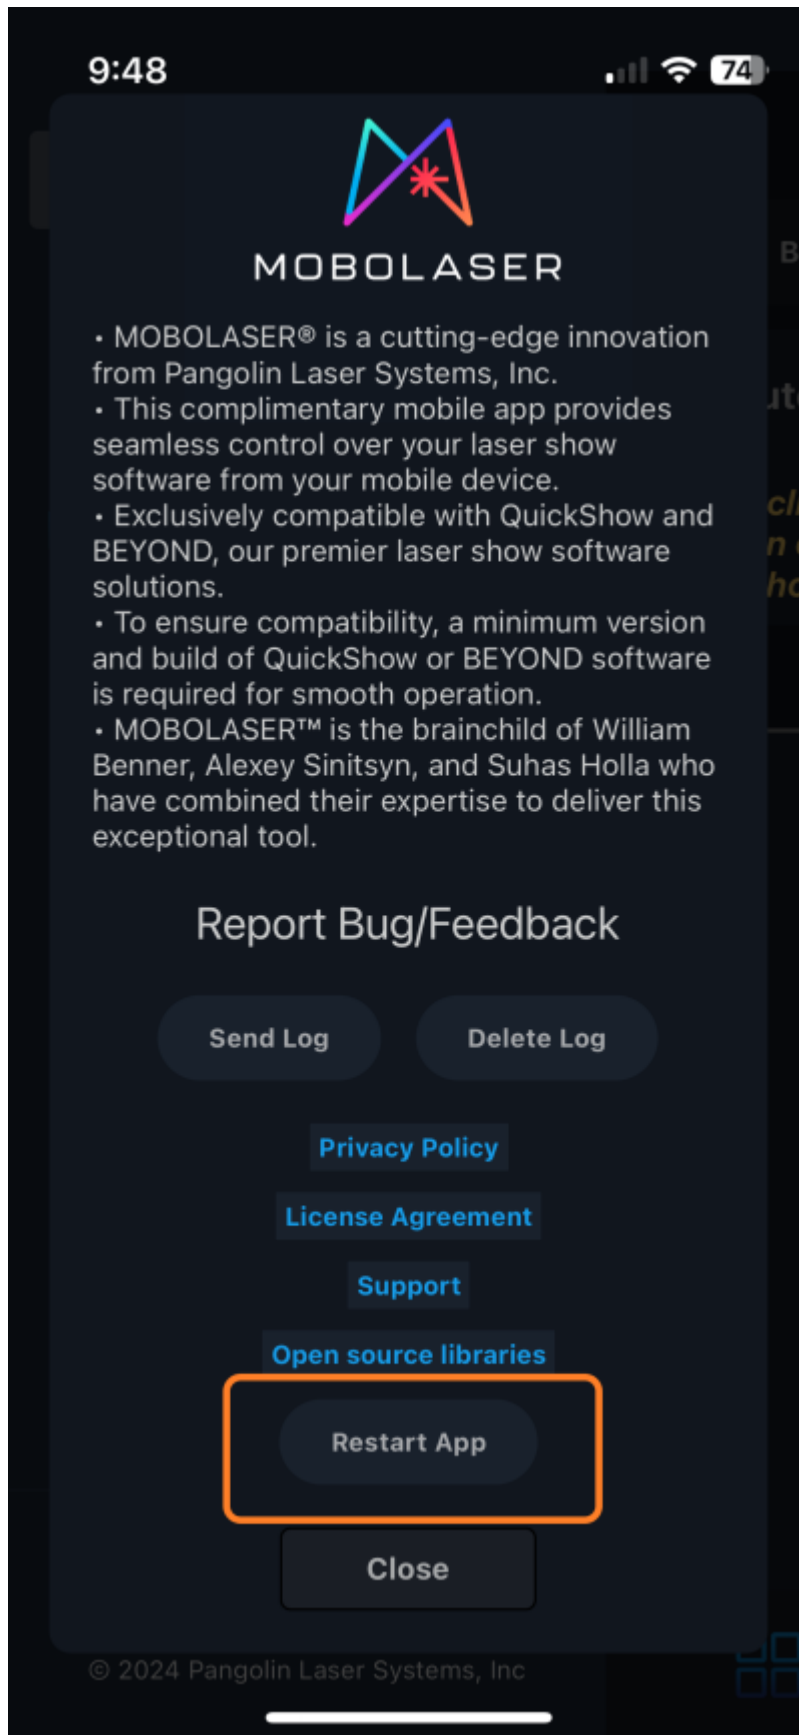 9:48
74
MOBOLASER
• MOBOLASER® is a cutting-edge innovation
from Pangolin Laser Systems, Inc.
• This complimentary mobile app provides
seamless control over your laser show
software from your mobile device.
• Exclusively compatible with QuickShow and
BEYOND, our premier laser show software
solutions.
• To ensure compatibility, a minimum version
and build of QuickShow or BEYOND software
is required for smooth operation.
• MOBOLASER™ is the brainchild of William
Benner, Alexey Sinitsyn, and Suhas Holla who
have combined their expertise to deliver this
exceptional tool.
Report Bug/Feedback
Send Log
Delete Log
Privacy Policy
License Agreement
Support
Open source libraries
Restart App
Close
© 2024 Pangolin Laser Systems, Inc